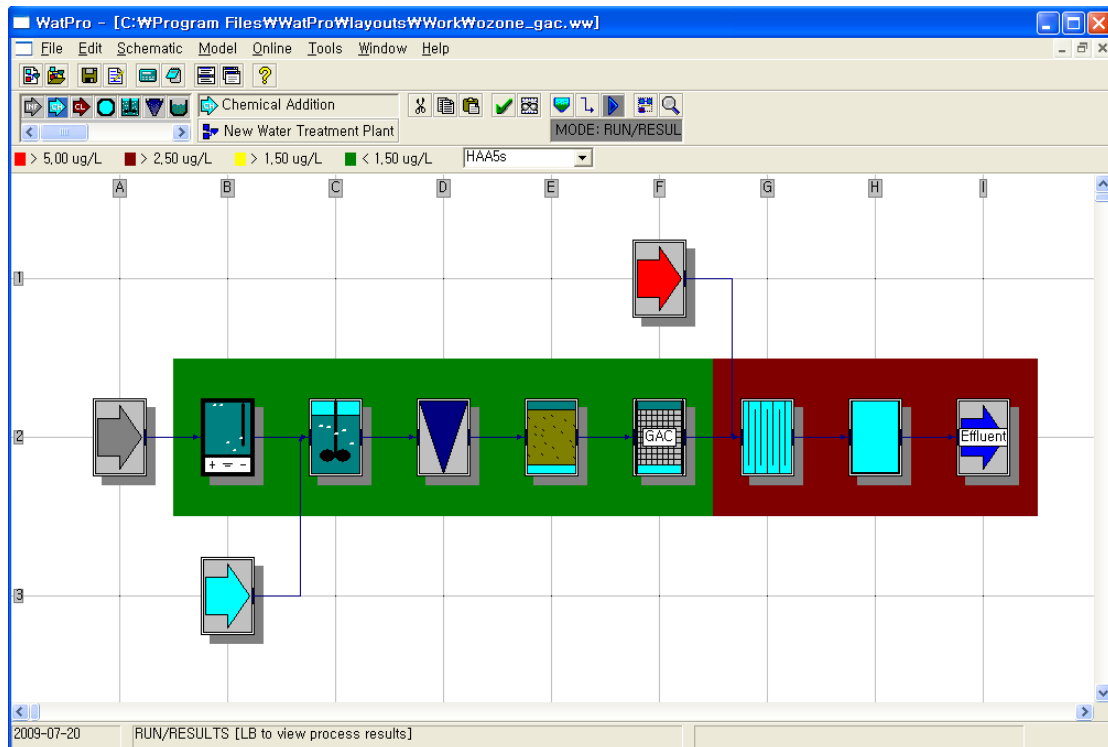 WatPro - [C:₩Program Files₩WatPro₩layouts₩Work₩ozone_gac.ww]
File Edit Schematic Model Online Tools Window Help
Chemical Addition
New Water Treatment Plant
MODE: RUN/RESUL
> 5,00 ug/L > 2,50 ug/L > 1,50 ug/L < 1,50 ug/L HAA5s
A B C D E F G H I
1
2
GAC
Effluent
+ = -
3
2009-07-20 RUN/RESULTS [LB to view process results]